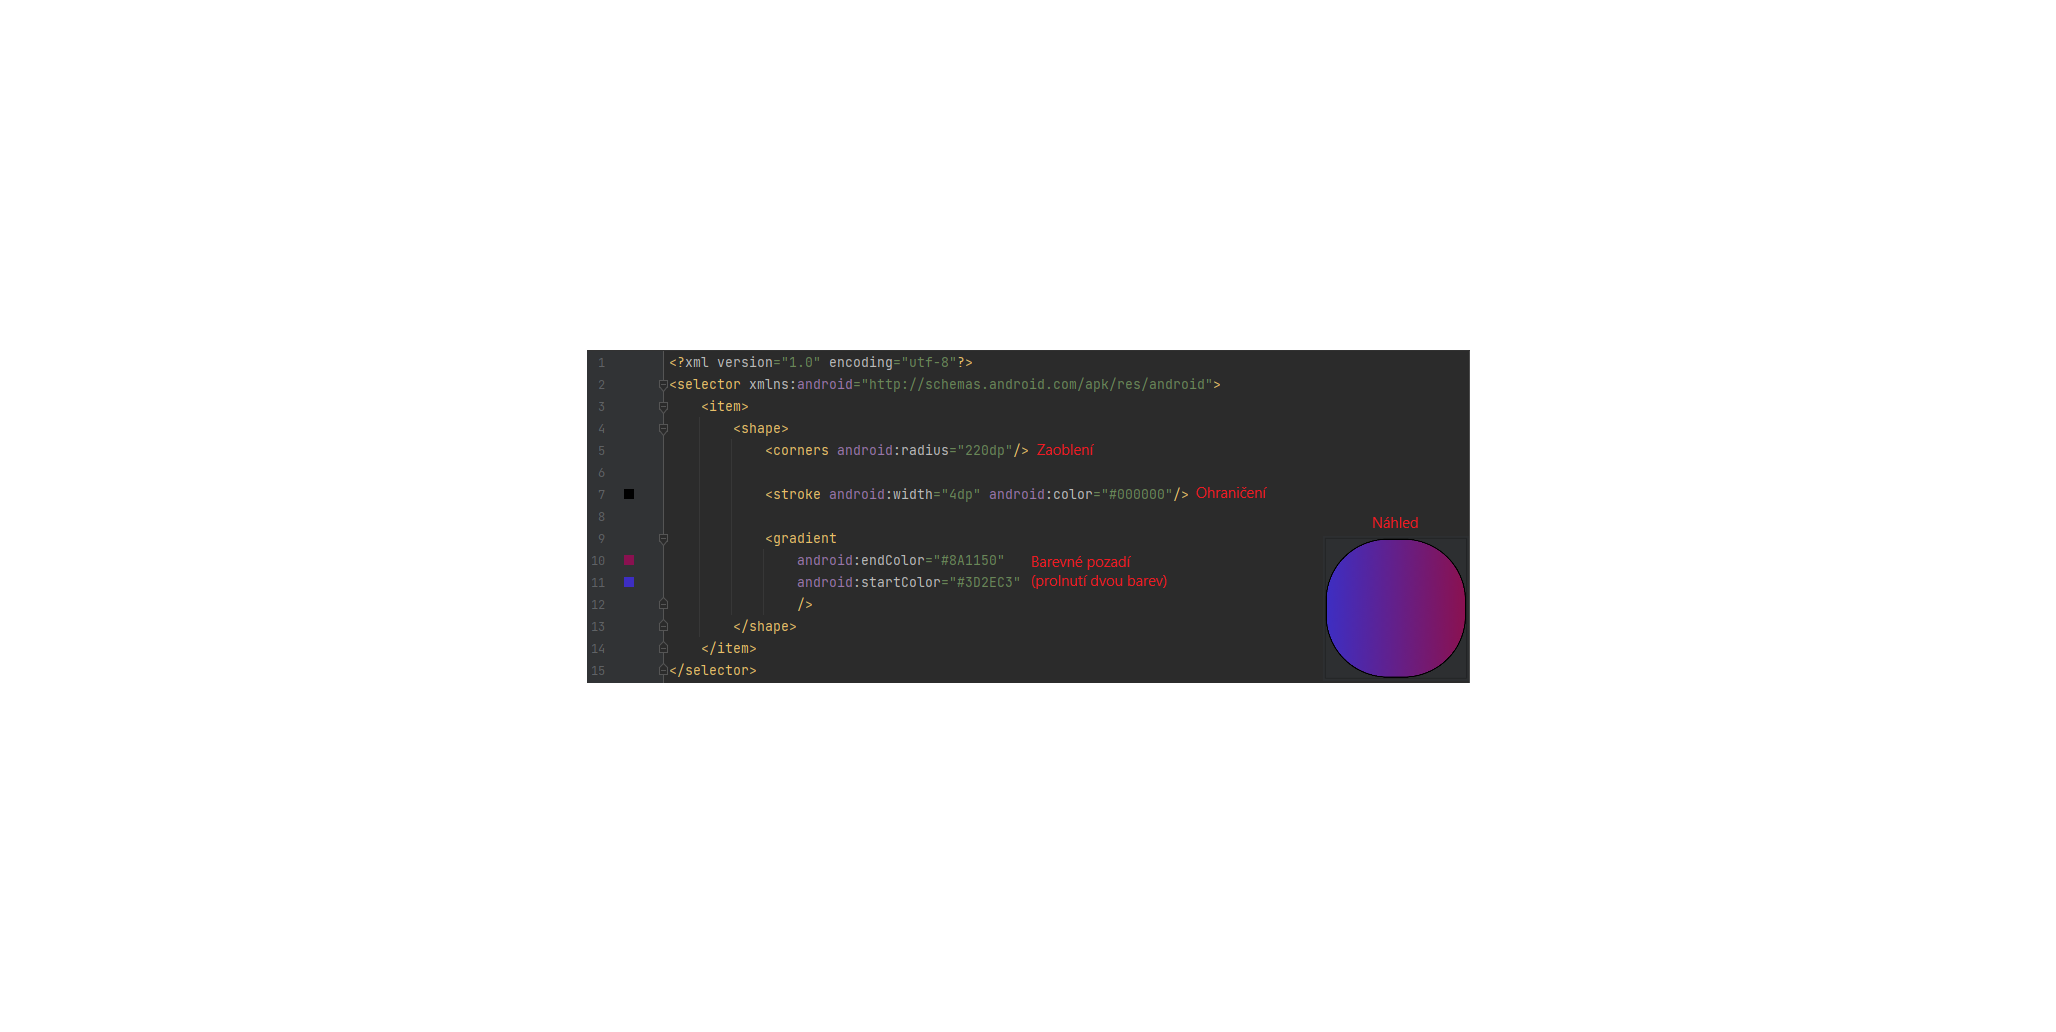 1 <?xml version="1.0" encoding="utf-8"?>
2 <selector xmlns:android="http://schemas.android.com/apk/res/android">
3 <item>
4 <shape>
5 <corners android:radius="220dp"/> Zaoblení
6
7 <stroke android:width="4dp" android:color="#000000"/> Ohraničení
8
Náhled
9 <gradient
10 android:endColor="#8A1150" Barevné pozadí
11 android:startColor="#3D2EC3" (prolnutí dvou barev)
12 />
13 </shape>
14 </item>
15 </selector>